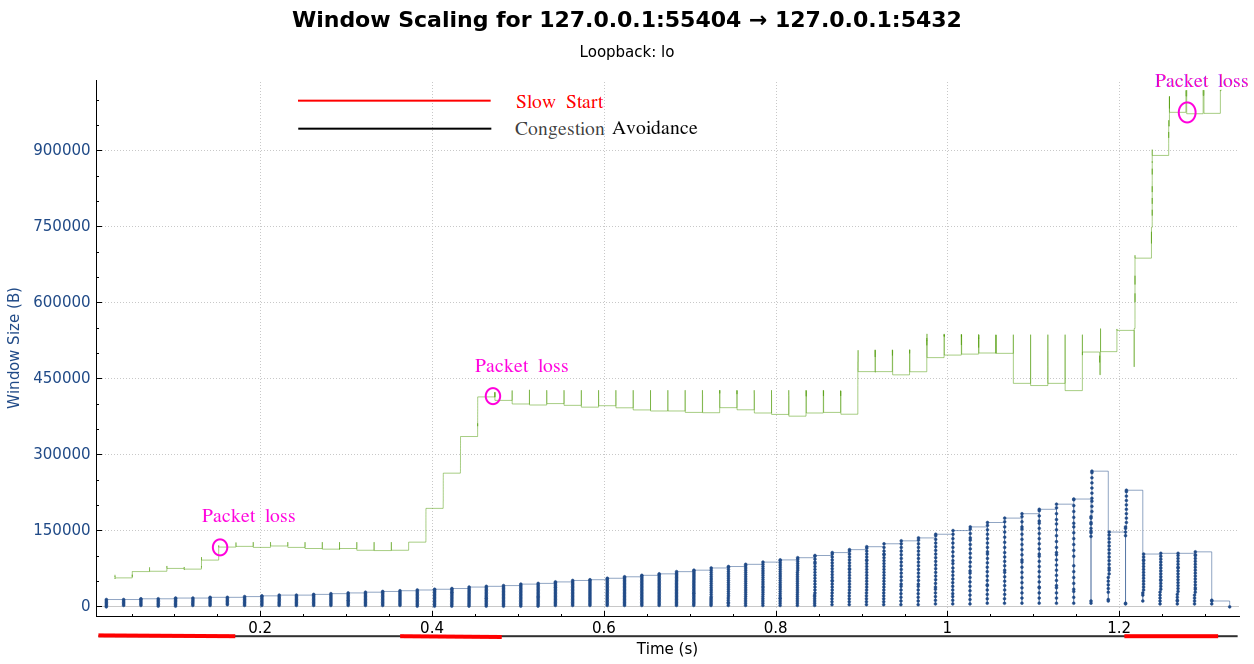 Window Scaling for 127.0.0.1:55404 → 127.0.0.1:5432
Loopback: lo
Packet loss
Slow Start
Congestion Avoidance
900000
750000
600000
450000
300000
150000
0
Window Size (B)
Packet loss
Packet loss
0.2
0.4
0.6
0.8
1
1.2
Time (s)